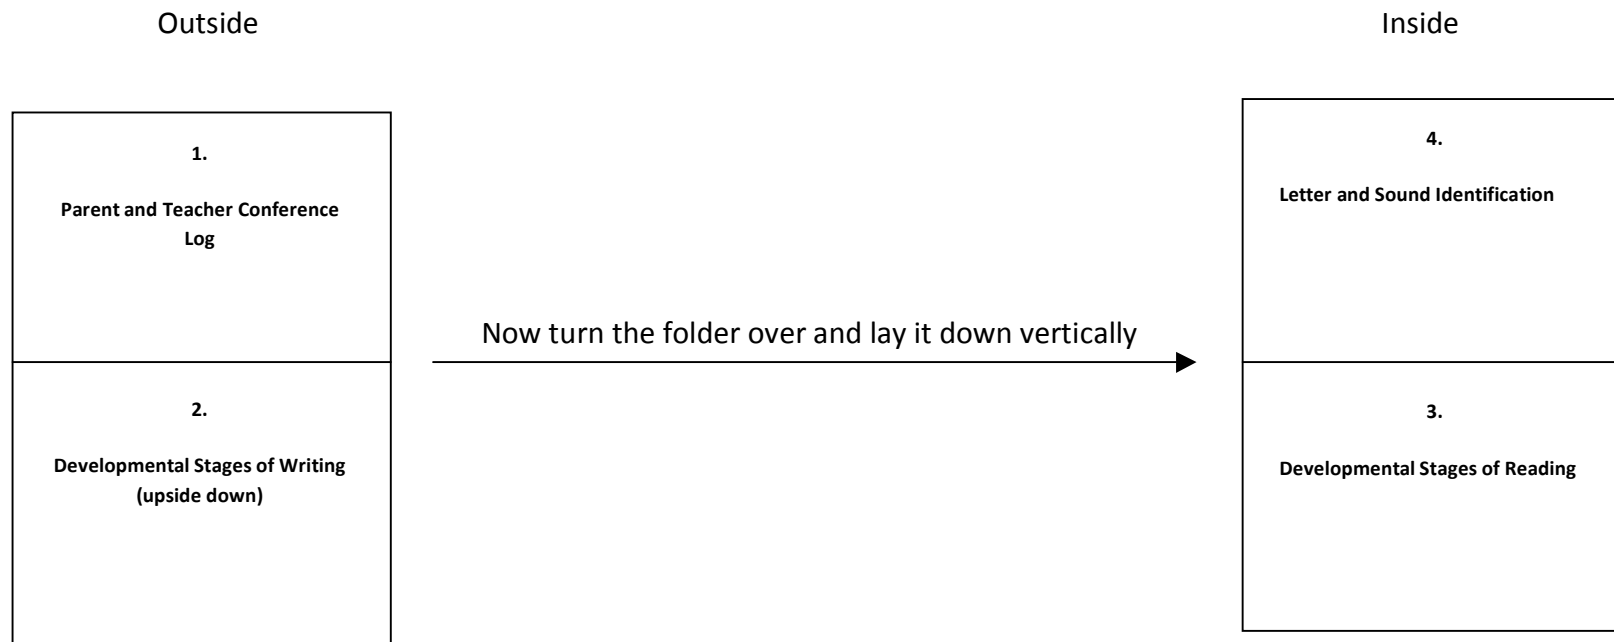 Outside
Inside
1.
Parent and Teacher Conference
Log
2.
Developmental Stages of Writing
(upside down)
Now turn the folder over and lay it down vertically
4.
Letter and Sound Identification
3.
Developmental Stages of Reading